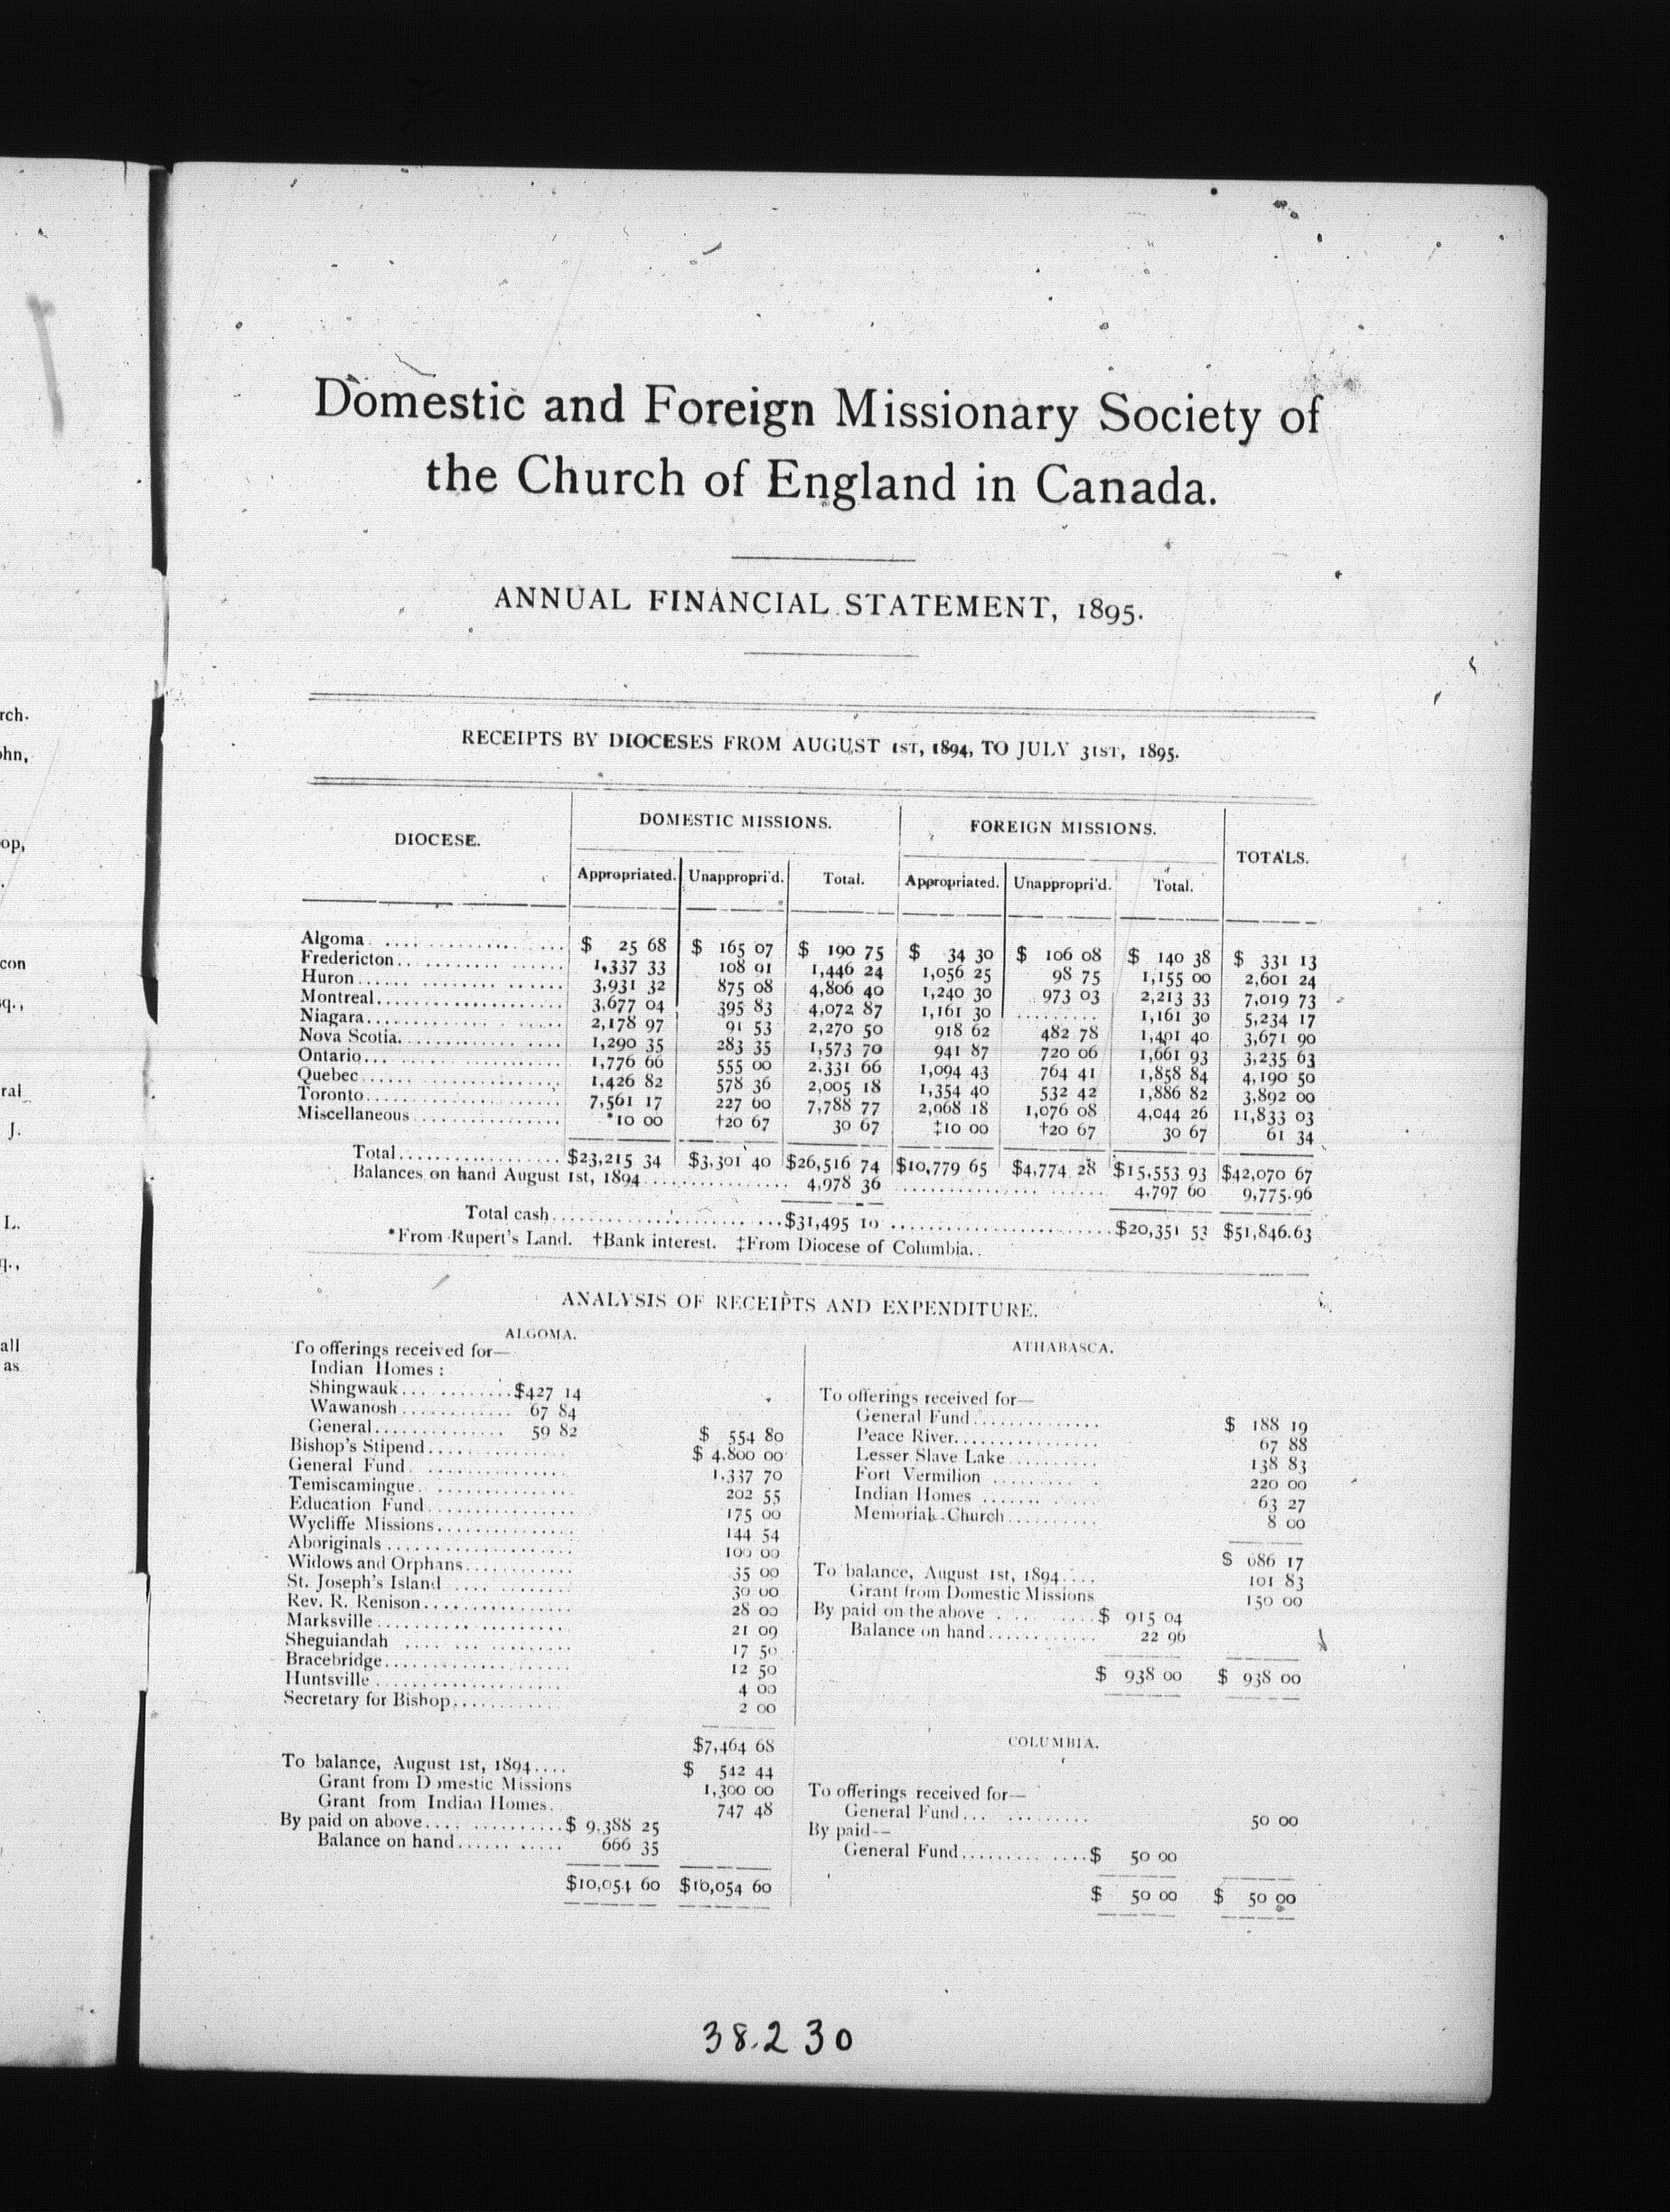 rch.
ohn,
op,
con
sq.,
ral
J.
L.
q.,
all
as
Domestic and Foreign Missionary Society of
the Church of England in Canada.
ANNUAL FINANCIAL STATEMENT, 1895.
RECEIPTS BY DIOCESES FROM AUGUST 1ST, 1894, TO JULY 31ST, 1895.
DIOCESE. DOMESTIC MISSIONS. FOREIGN MISSIONS. TOTALS.
Appropriated. Unappropri'd. Total. Appropriated. Unappropri'd. Total.
Algoma .... $ 25 68 $ 165 07 $ 190 75 $ 34 30 $ 106 08 $ 140 38 $ 331 13
Fredericton.... 1,337 33 108 91 1,446 24 1,056 25 98 75 1,155 00 2,601 24
Huron.... 3,931 32 875 08 4,806 40 1,240 30 973 03 2,213 33 7,019 73
Montreal.... 3,677 04 395 83 4,072 87 1,161 30 .......... 1,161 30 5,234 17
Niagara.... 2,178 97 91 53 2,270 50 918 62 482 78 1,401 40 3,671 90
Nova Scotia.... 1,290 35 283 35 1,573 70 941 87 720 06 1,661 93 3,235 63
Ontario.... 1,776 66 555 00 2,331 66 1,094 43 764 41 1,858 84 4,190 50
Quebec.... 1,426 82 578 36 2,005 18 1,354 40 532 42 1,886 82 3,892 00
Toronto.... 7,561 17 227 60 7,788 77 2,968 18 1,076 08 4,044 26 11,833 03
Miscellaneous.... *10 00 †20 67 30 67 ‡10 00 †20 67 30 67 61 34
Total.... $23,215 34 $3,301 40 $26,516 74 $10,779 65 $4,774 28 $15,553 93 $42,070 67
Balances on hand August 1st, 1894.... 4,978 36 .... 4,797 60 9,775.96
Total cash.... $31,495 10 .... $20,351 53 $51,846.63
*From Rupert's Land. †Bank interest. ‡From Diocese of Columbia.
ANALYSIS OF RECEIPTS AND EXPENDITURE.
ALGOMA.
To offerings received for—
Indian Homes :
Shingwauk....$427 14
Wawanosh.... 67 84
General.... 59 82
$ 554 80
Bishop's Stipend.... $ 4,800 00
General Fund.... 1,337 70
Temiscamingue.... 202 55
Education Fund.... 175 00
Wycliffe Missions.... 144 54
Aboriginals.... 100 00
Widows and Orphans.... 35 00
St. Joseph's Island.... 30 00
Rev. R. Renison.... 28 00
Marksville.... 21 09
Sheguiandah.... 17 50
Bracebridge.... 12 50
Huntsville.... 4 00
Secretary for Bishop.... 2 00
$7,464 68
To balance, August 1st, 1894.... $ 542 44
Grant from Domestic Missions 1,300 00
Grant from Indian Homes. 747 48
By paid on above....$ 9,388 25
Balance on hand.... 666 35
$10,054 60 $10,054 60
ATHABASCA.
To offerings received for—
General Fund.... $ 188 19
Peace River.... 67 88
Lesser Slave Lake.... 138 83
Fort Vermilion.... 220 00
Indian Homes.... 63 27
Memorial Church.... 8 00
$ 686 17
To balance, August 1st, 1894.... 101 83
Grant from Domestic Missions 150 00
By paid on the above....$ 915 04
Balance on hand.... 22 96
$ 938 00 $ 938 00
COLUMBIA.
To offerings received for—
General Fund.... 50 00
By paid—
General Fund....$ 50 00
$ 50 00 $ 50 00
38.230